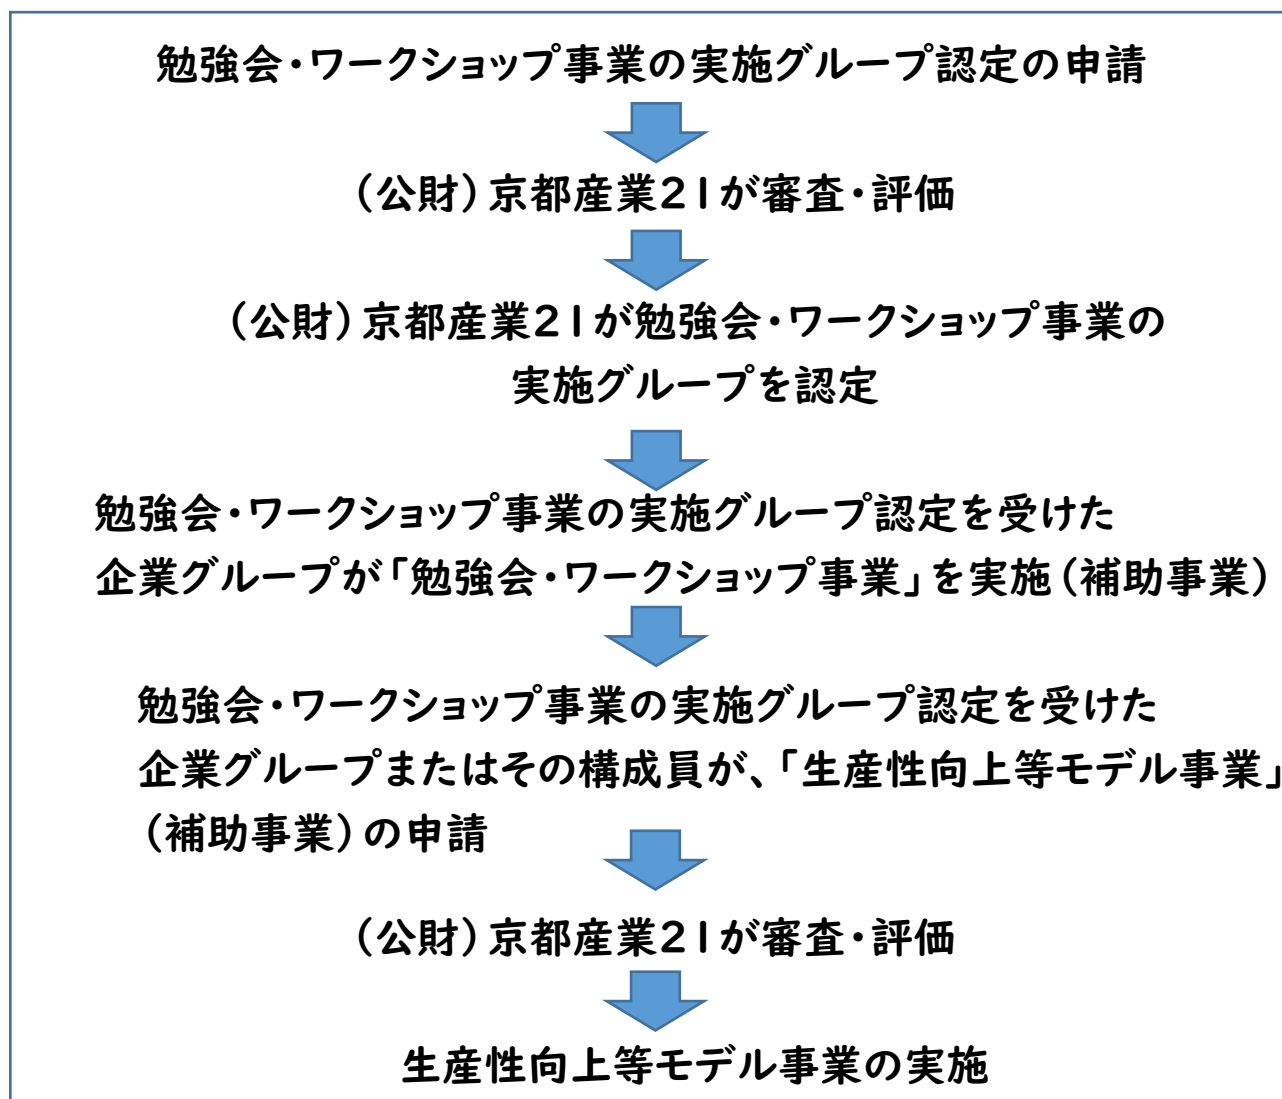 勉強会・ワークショップ事業の実施グループ認定の申請
（公財）京都産業21が審査・評価
（公財）京都産業21が勉強会・ワークショップ事業の
実施グループを認定
勉強会・ワークショップ事業の実施グループ認定を受けた
企業グループが「勉強会・ワークショップ事業」を実施（補助事業）
勉強会・ワークショップ事業の実施グループ認定を受けた
企業グループまたはその構成員が、「生産性向上等モデル事業」
（補助事業）の申請
（公財）京都産業21が審査・評価
生産性向上等モデル事業の実施